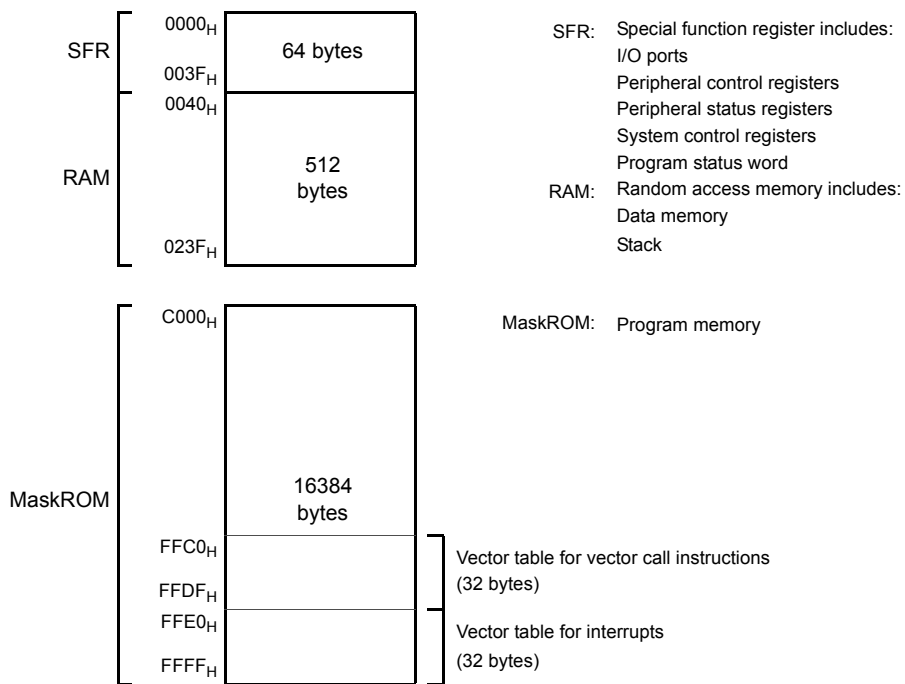 SFR
0000H
64 bytes
003FH
RAM
0040H
512
bytes
023FH
SFR: Special function register includes:
I/O ports
Peripheral control registers
Peripheral status registers
System control registers
Program status word
RAM: Random access memory includes:
Data memory
Stack
MaskROM
C000H
16384
bytes
MaskROM: Program memory
FFC0H
FFDFH
Vector table for vector call instructions
(32 bytes)
FFE0H
FFFFH
Vector table for interrupts
(32 bytes)